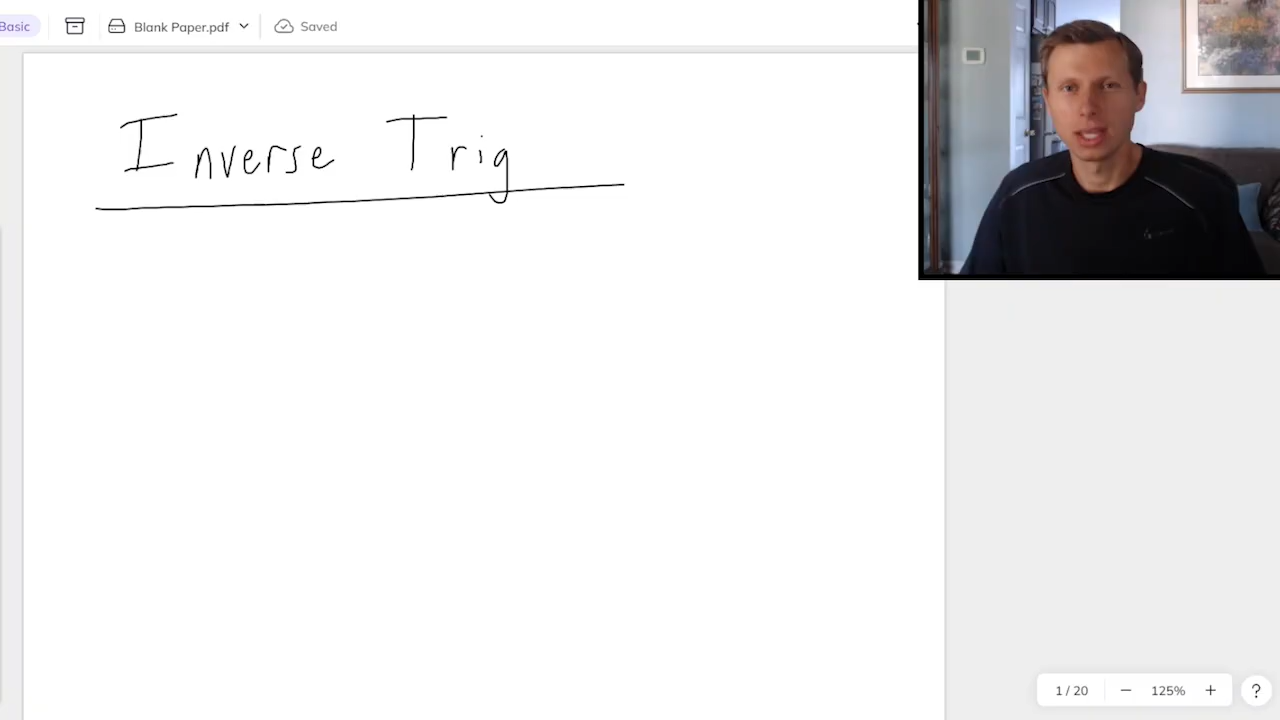 Basic Blank Paper.pdf Saved
Inverse Trig
1 / 20 − 125% + ?